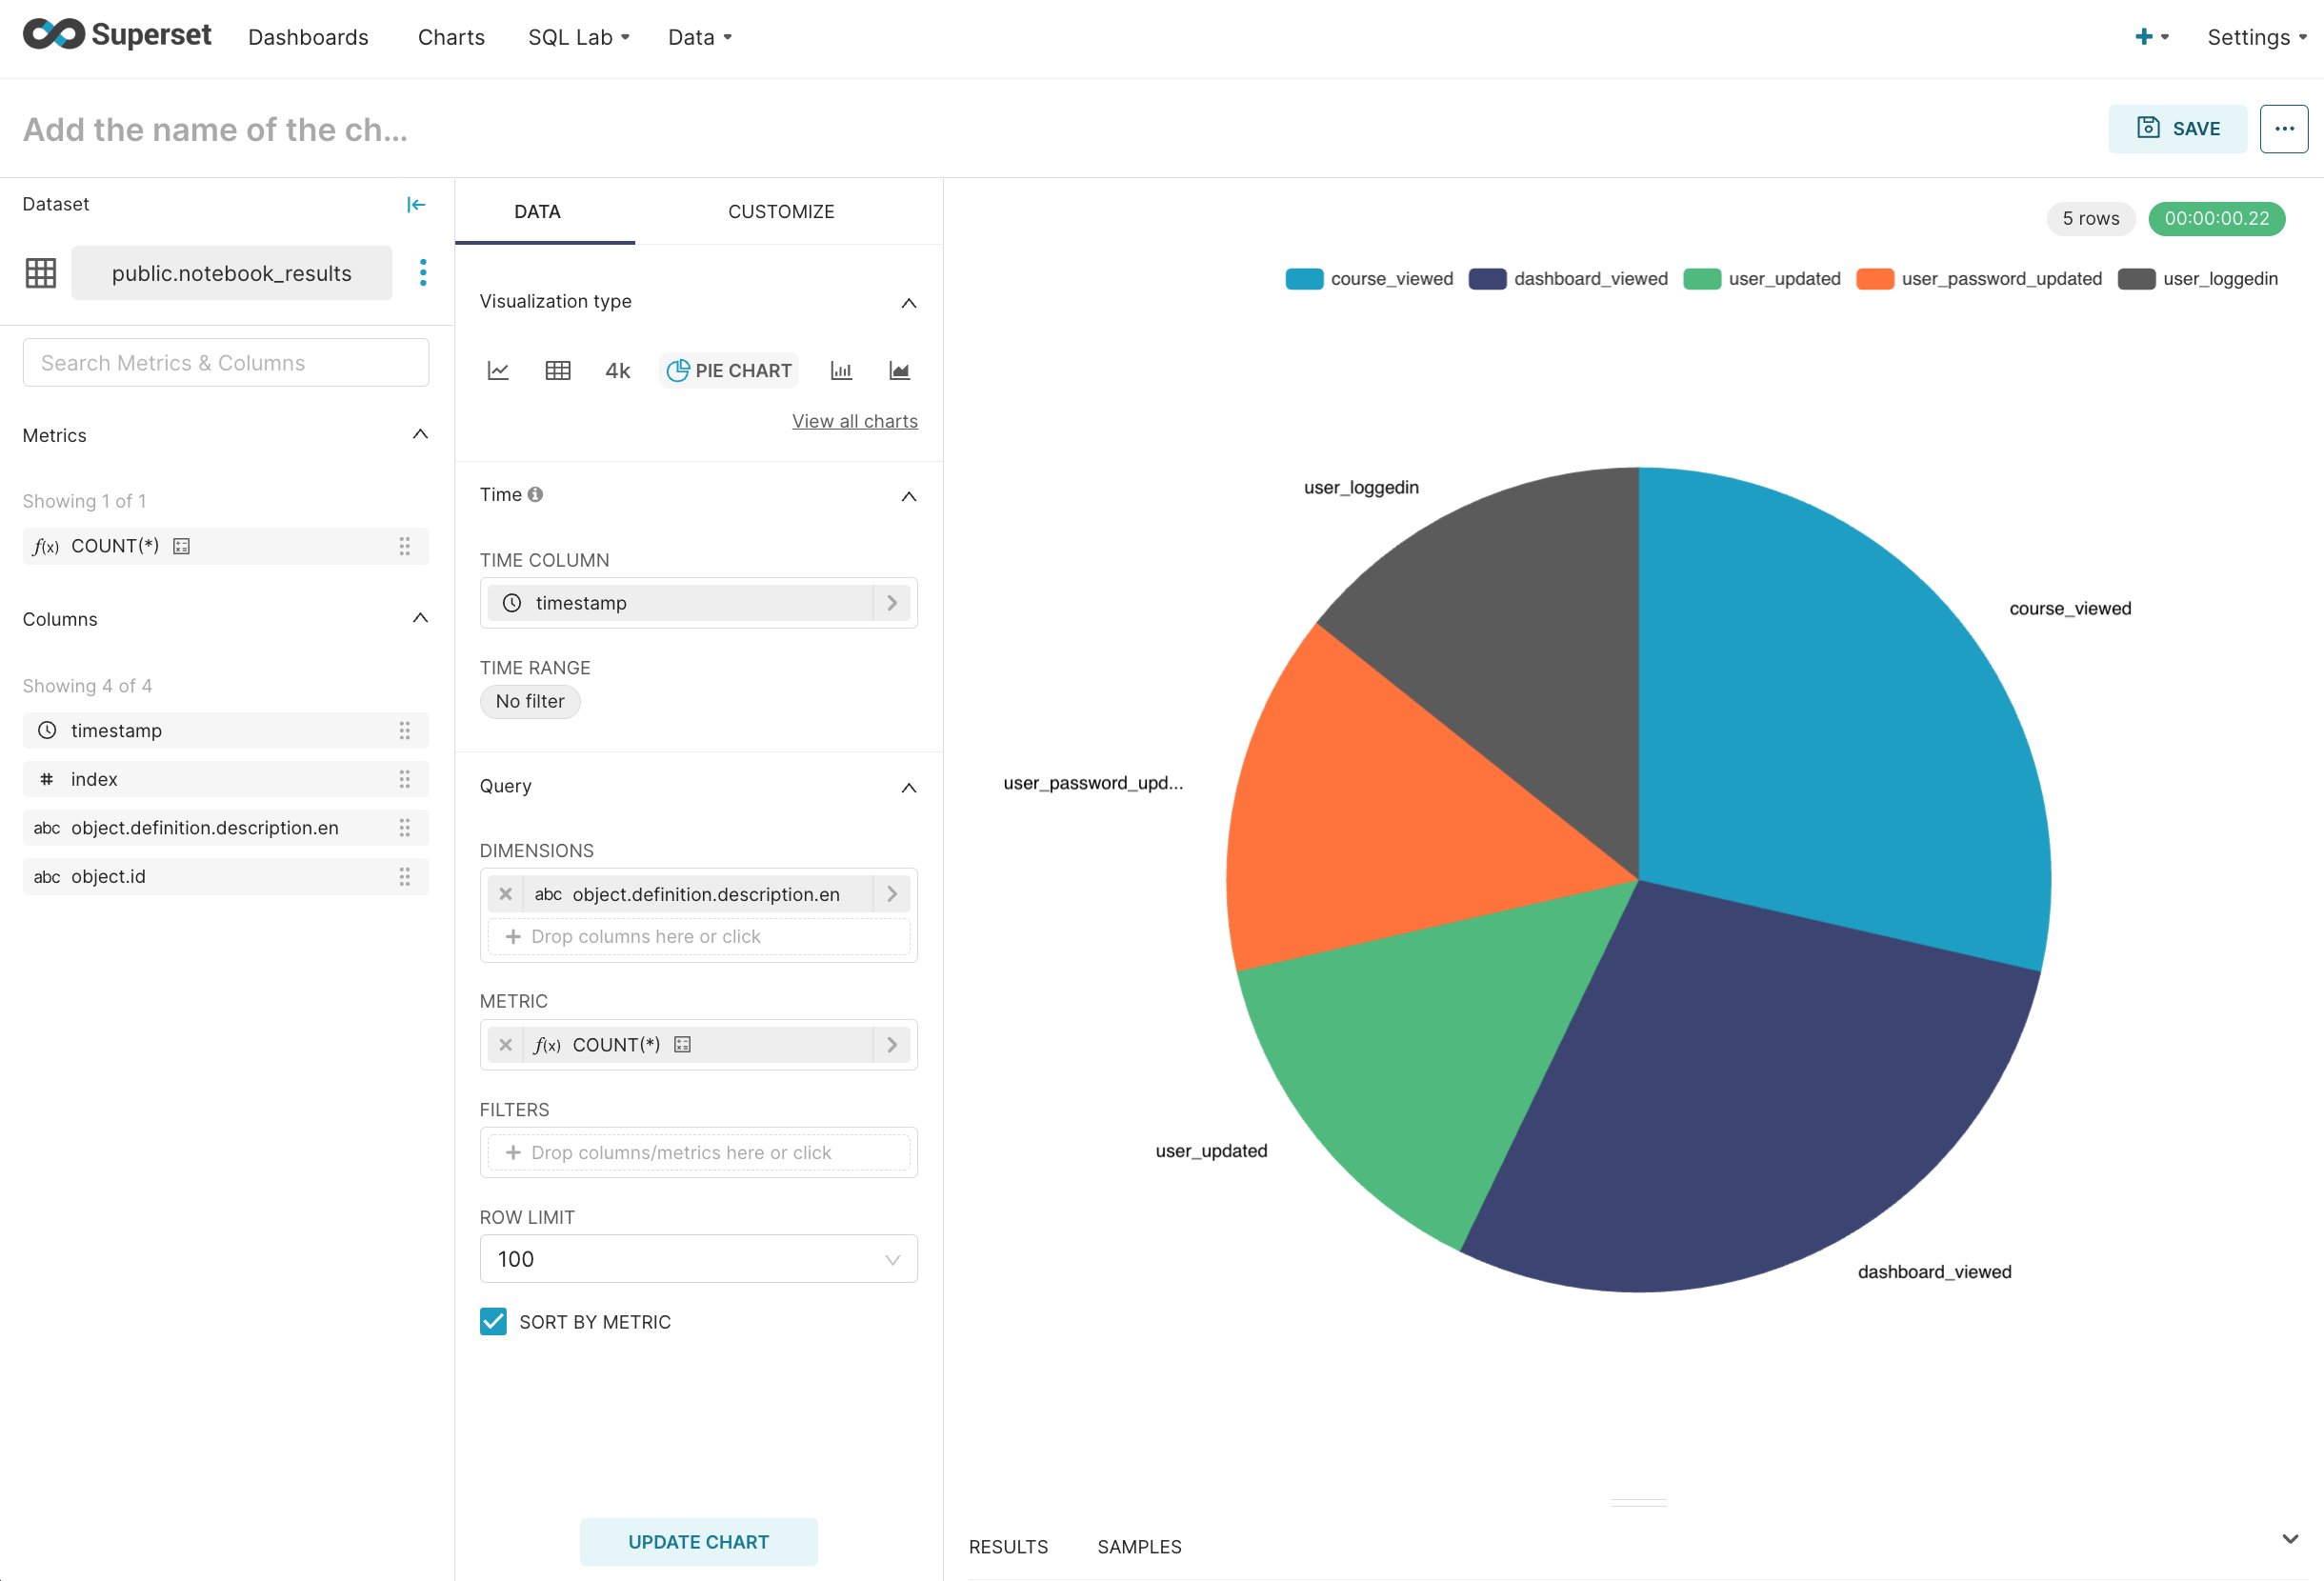 Superset Dashboards Charts SQL Lab Data Settings
Add the name of the ch...
SAVE
Dataset
public.notebook_results
Search Metrics & Columns
Metrics
Showing 1 of 1
f(x) COUNT(*)
Columns
Showing 4 of 4
timestamp
# index
abc object.definition.description.en
abc object.id
DATA CUSTOMIZE
Visualization type
4k PIE CHART
View all charts
Time
TIME COLUMN
timestamp
TIME RANGE
No filter
Query
DIMENSIONS
abc object.definition.description.en
Drop columns here or click
METRIC
f(x) COUNT(*)
FILTERS
Drop columns/metrics here or click
ROW LIMIT
100
SORT BY METRIC
UPDATE CHART
5 rows 00:00:00.22
course_viewed dashboard_viewed user_updated user_password_updated user_loggedin
user_loggedin
course_viewed
user_password_upd...
user_updated
dashboard_viewed
RESULTS SAMPLES